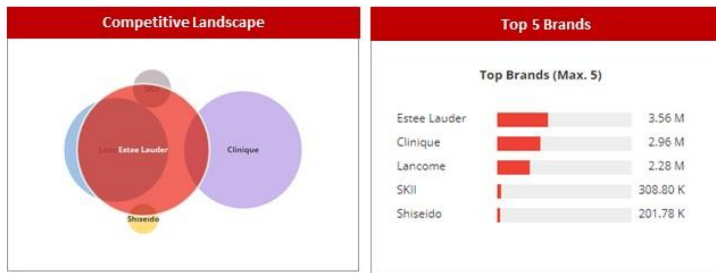 Competitive Landscape
SKII
Estee Lauder
Clinique
Shiseido
Top 5 Brands
Top Brands (Max. 5)
Estee Lauder 3.56 M
Clinique 2.96 M
Lancome 2.28 M
SKII 308.80 K
Shiseido 201.78 K